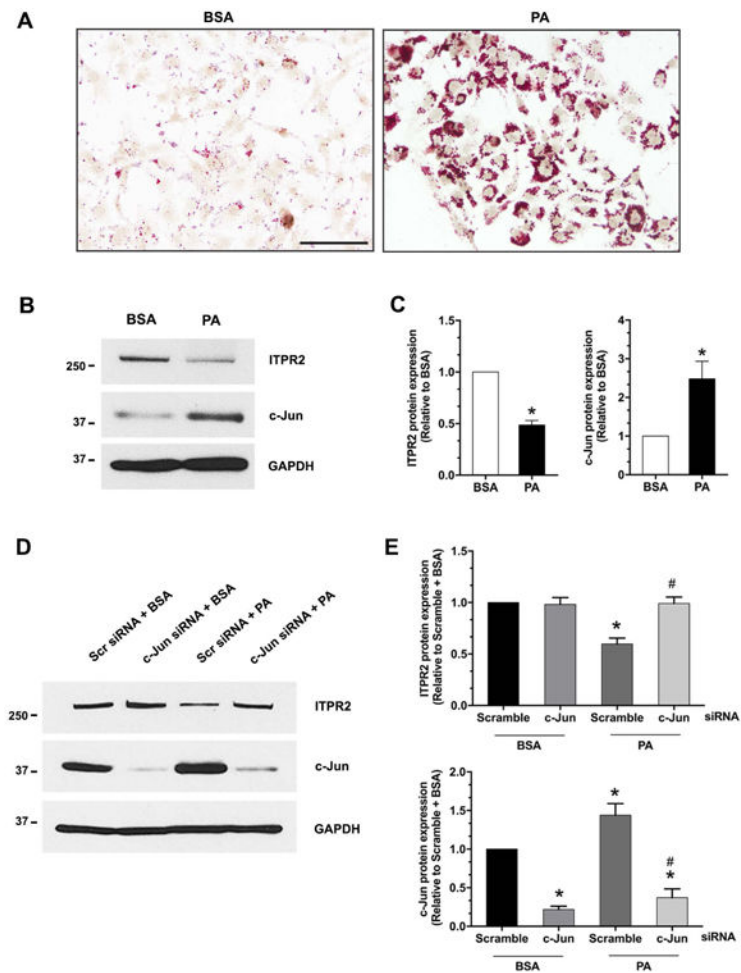 A
BSA
PA
B
BSA
PA
250 -
ITPR2
37 -
c-Jun
37 -
GAPDH
C
ITPR2 protein expression
(Relative to BSA)
1.5
1.0
0.5
0.0
*
BSA
PA
c-Jun protein expression
(Relative to BSA)
4
3
2
1
0
*
BSA
PA
D
Scr siRNA + BSA
c-Jun siRNA + BSA
Scr siRNA + PA
c-Jun siRNA + PA
250 -
ITPR2
37 -
c-Jun
37 -
GAPDH
E
ITPR2 protein expression
(Relative to Scramble + BSA)
1.5
1.0
0.5
0.0
*
#
Scramble c-Jun Scramble c-Jun siRNA
BSA PA
c-Jun protein expression
(Relative to Scramble + BSA)
2.0
1.5
1.0
0.5
0.0
*
*
#
*
Scramble c-Jun Scramble c-Jun siRNA
BSA PA